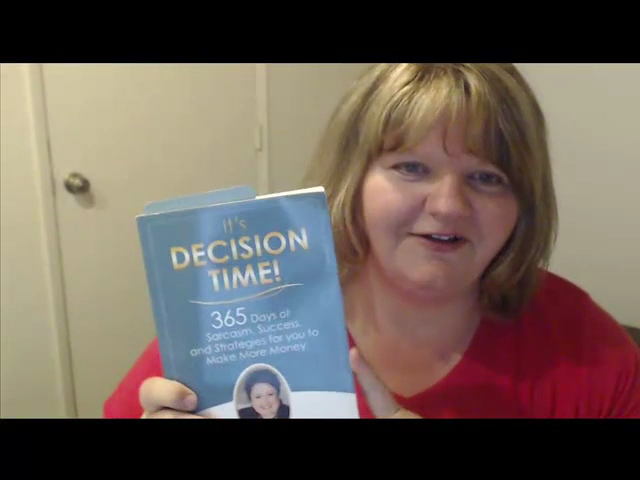 It's
DECISION
TIME!
365 Days of
Sarcasm, Success,
and Strategies for you to
Make More Money